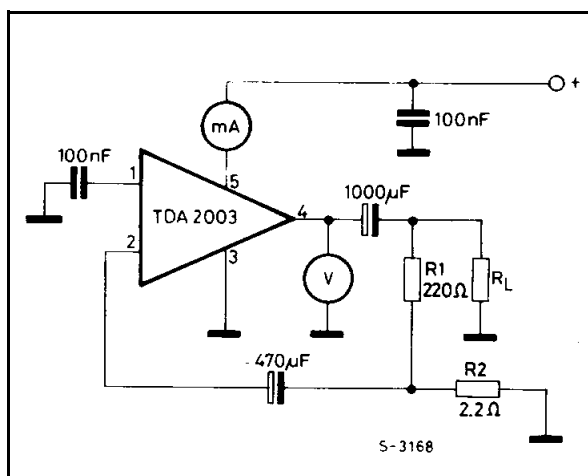 +
mA
100nF
100nF
1
5
1000µF
TDA 2003
4
2
3
V
R1
220Ω
RL
470µF
R2
2.2Ω
S-3168